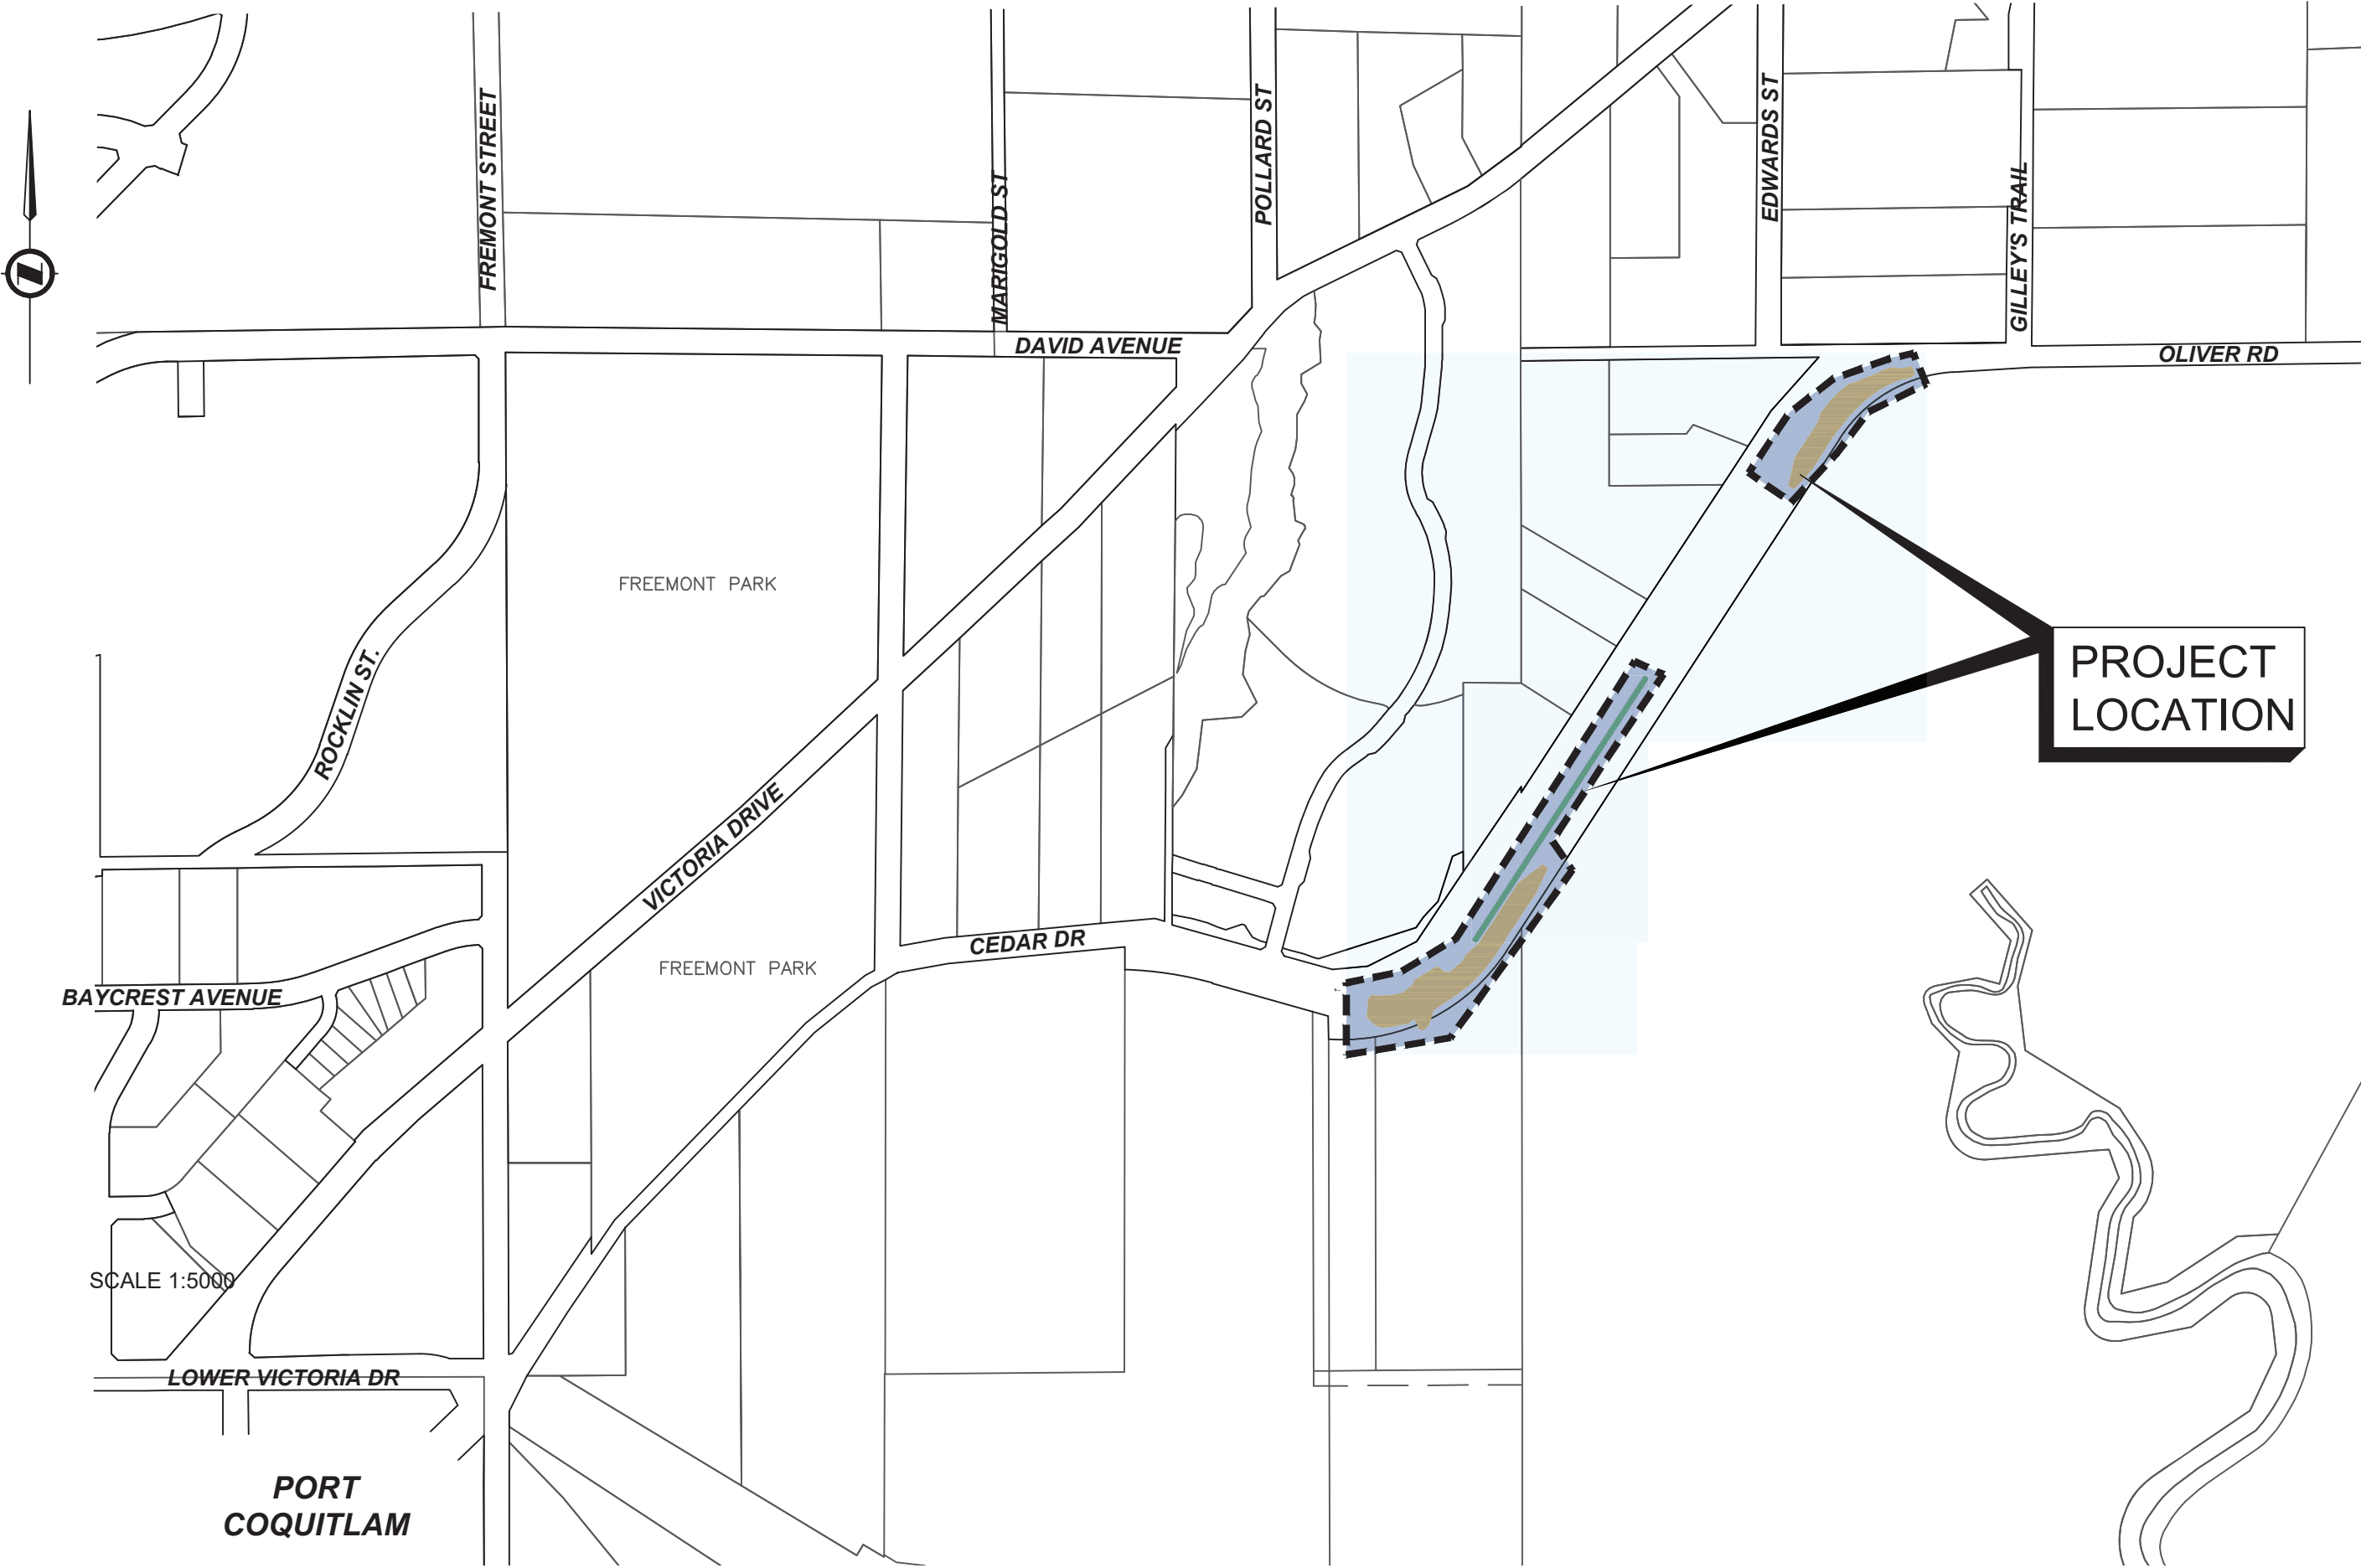 FREMONT STREET
MARIGOLD ST
POLLARD ST
EDWARDS ST
GILLEY'S TRAIL
DAVID AVENUE
OLIVER RD
FREEMONT PARK
ROCKLIN ST.
PROJECT
LOCATION
VICTORIA DRIVE
CEDAR DR
FREEMONT PARK
BAYCREST AVENUE
SCALE 1:5000
LOWER VICTORIA DR
PORT
COQUITLAM